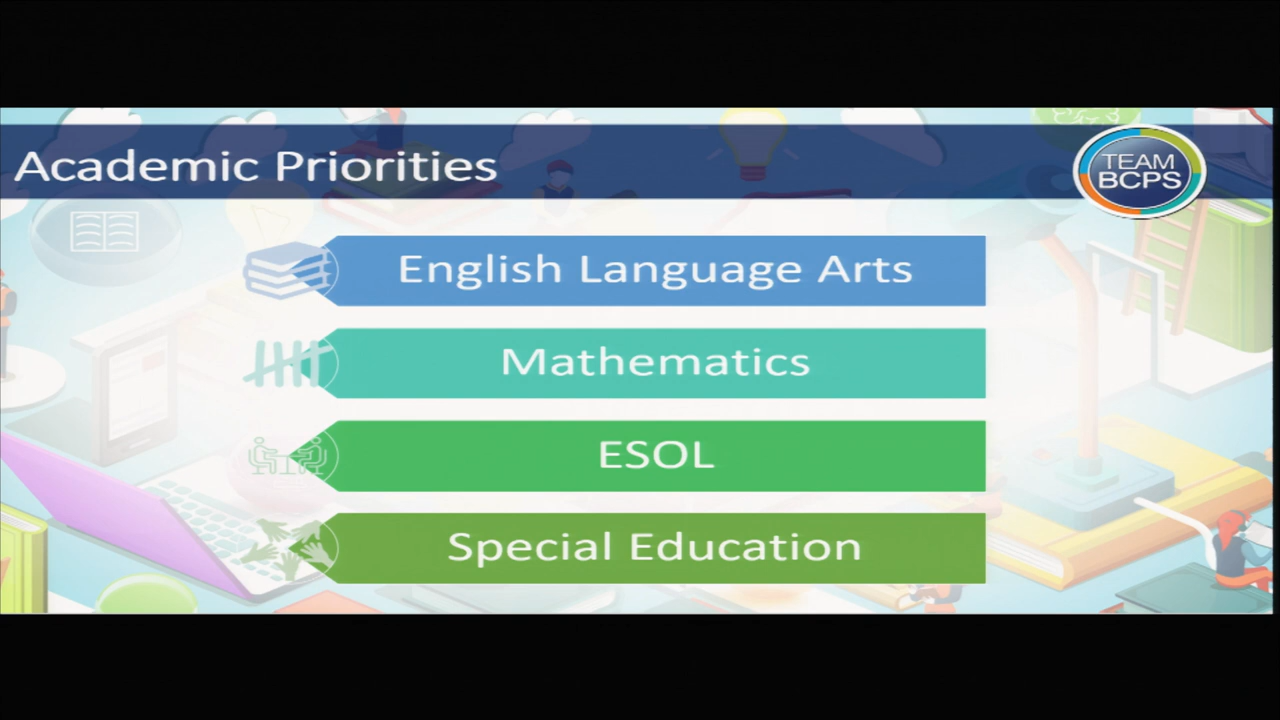 Academic Priorities
TEAM
BCPS
English Language Arts
Mathematics
ESOL
Special Education